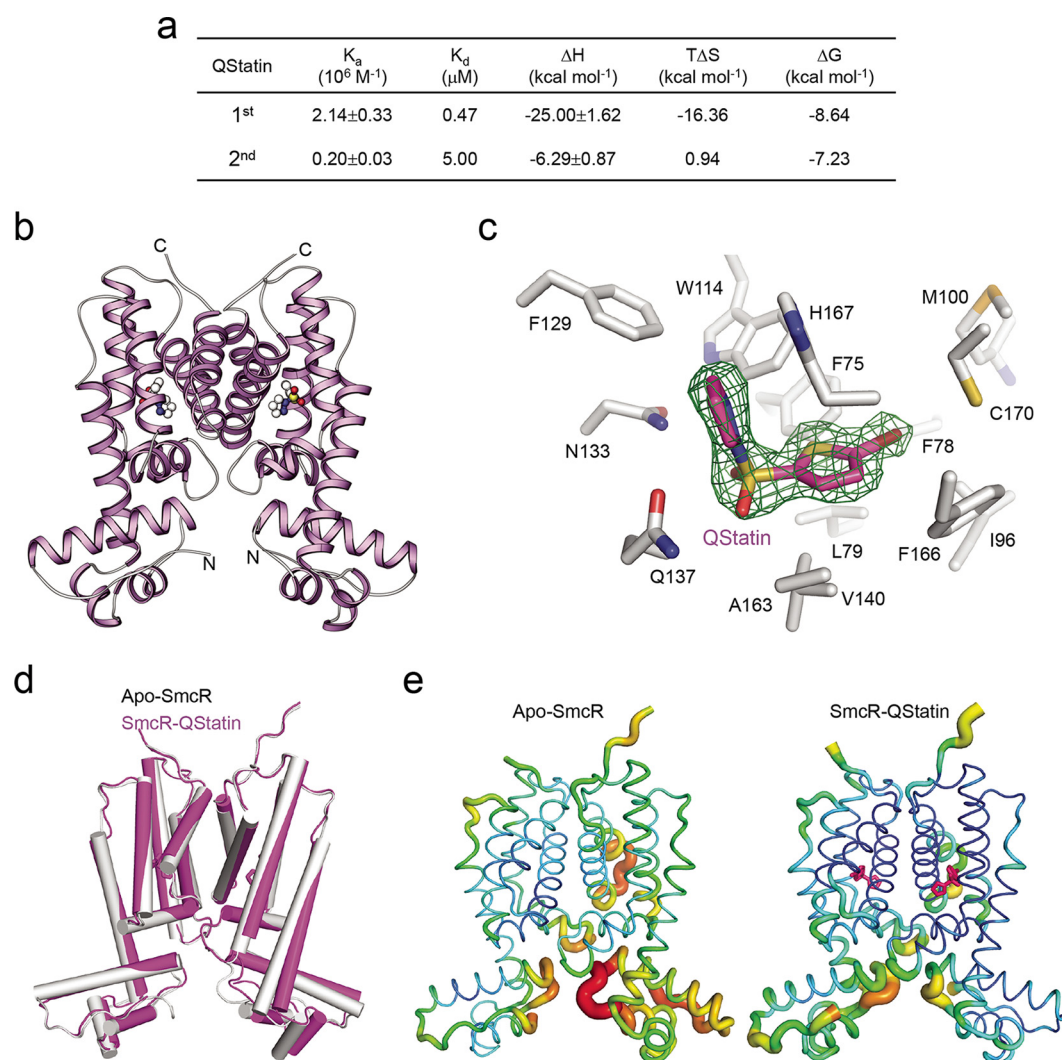 a
QStatin Kₐ (10⁶ M⁻¹) K_d (μM) ΔH (kcal mol⁻¹) TΔS (kcal mol⁻¹) ΔG (kcal mol⁻¹)
1ˢᵗ 2.14±0.33 0.47 -25.00±1.62 -16.36 -8.64
2ⁿᵈ 0.20±0.03 5.00 -6.29±0.87 0.94 -7.23
b
C C
N N
c
W114
H167
M100
F129
F75
C170
N133
F78
QStatin
L79
F166
I96
Q137
A163
V140
d
Apo-SmcR
SmcR-QStatin
e
Apo-SmcR
SmcR-QStatin